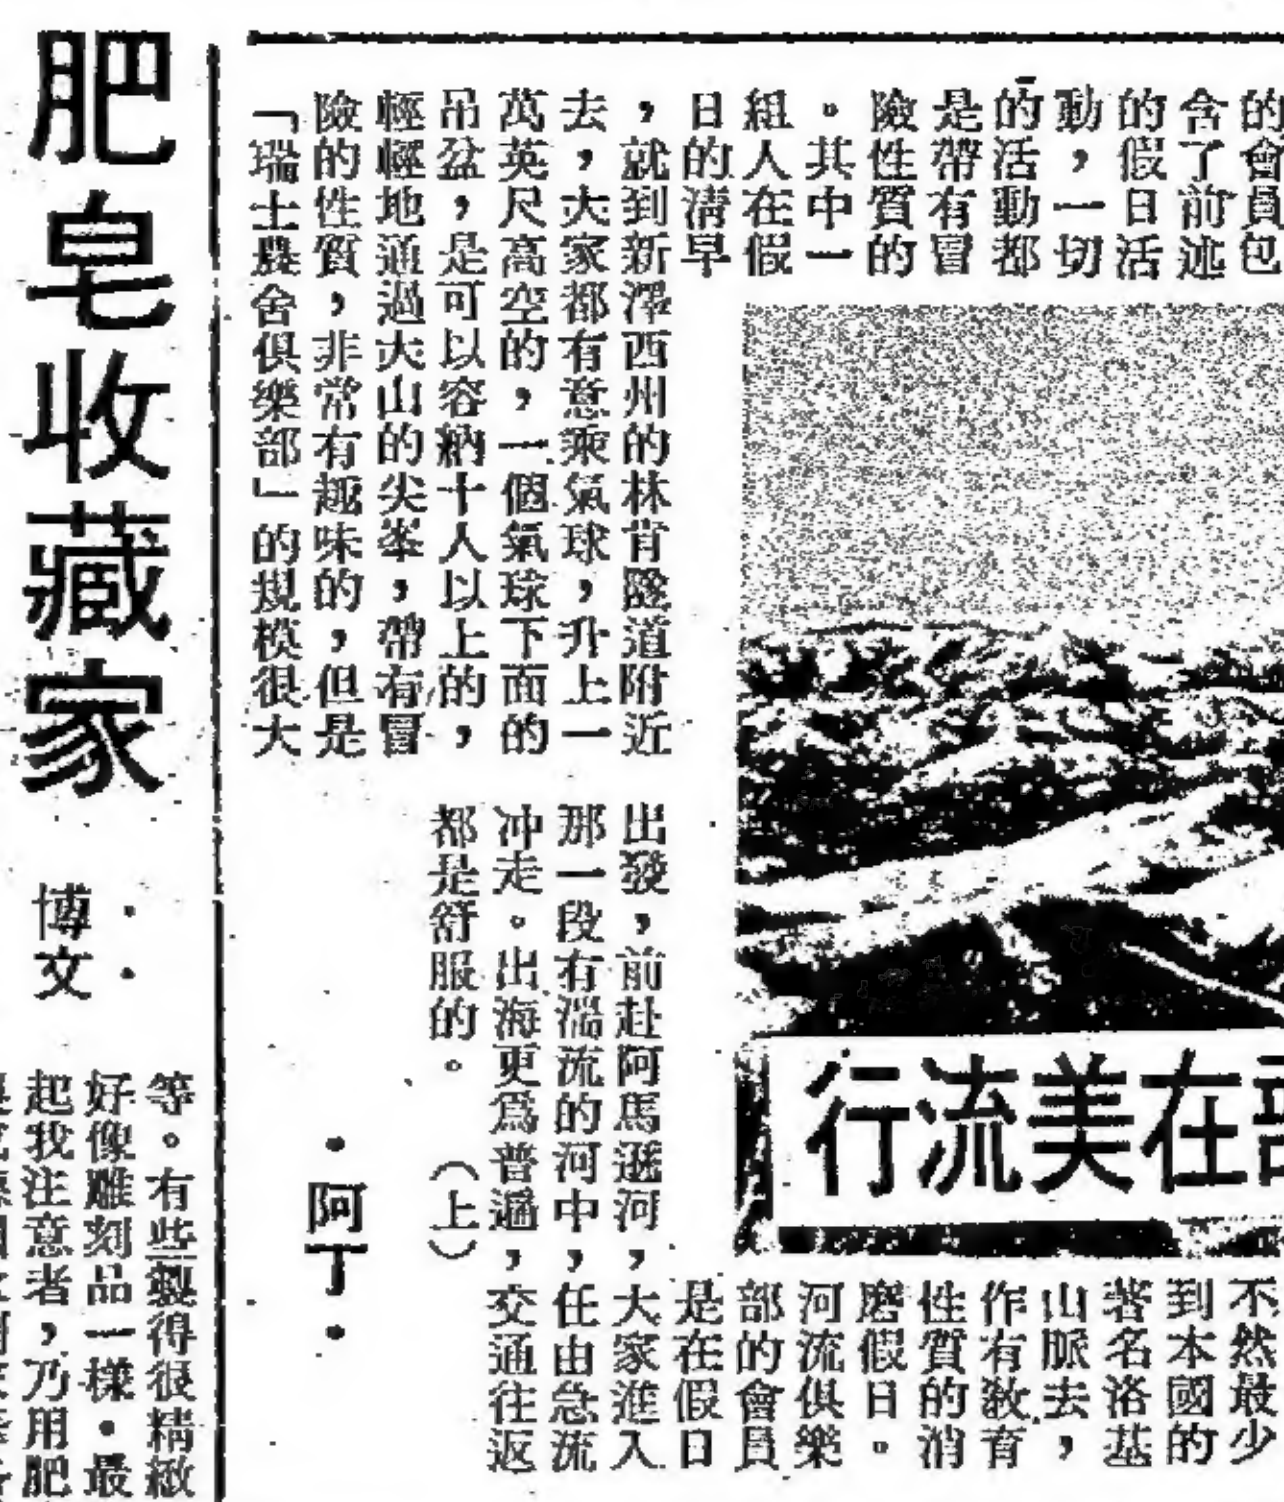 的會員包
含了前述
的假日活
動，一切
的活動都
是帶有冒
險性質的
。其中一
組人在假
日的清早
，就到新澤西州的林肯隧道附近
去，大家都有意乘氣球，升上一
萬英尺高空的，一個氣球下面的
吊盆，是可以容納十人以上的，
輕輕地通過大山的尖峯，帶有冒
險的性質，非常有趣味的，但是
「瑞士農舍俱樂部」的規模很大
部在美流行
不然最少
到本國的
著名洛基
山脈去，
作有教育
性質的消
磨假日。
河流俱樂
部的會員
是在假日
出發，前赴阿馬遜河，大家進入
那一段有湍流的河中，任由急流
冲走。出海更爲普遍，交通往返
都是舒服的。（上）
·阿丁·
肥皂收藏家
博文
等。有些製得很精緻
好像雕刻品一樣·最
起我注意者，乃用肥